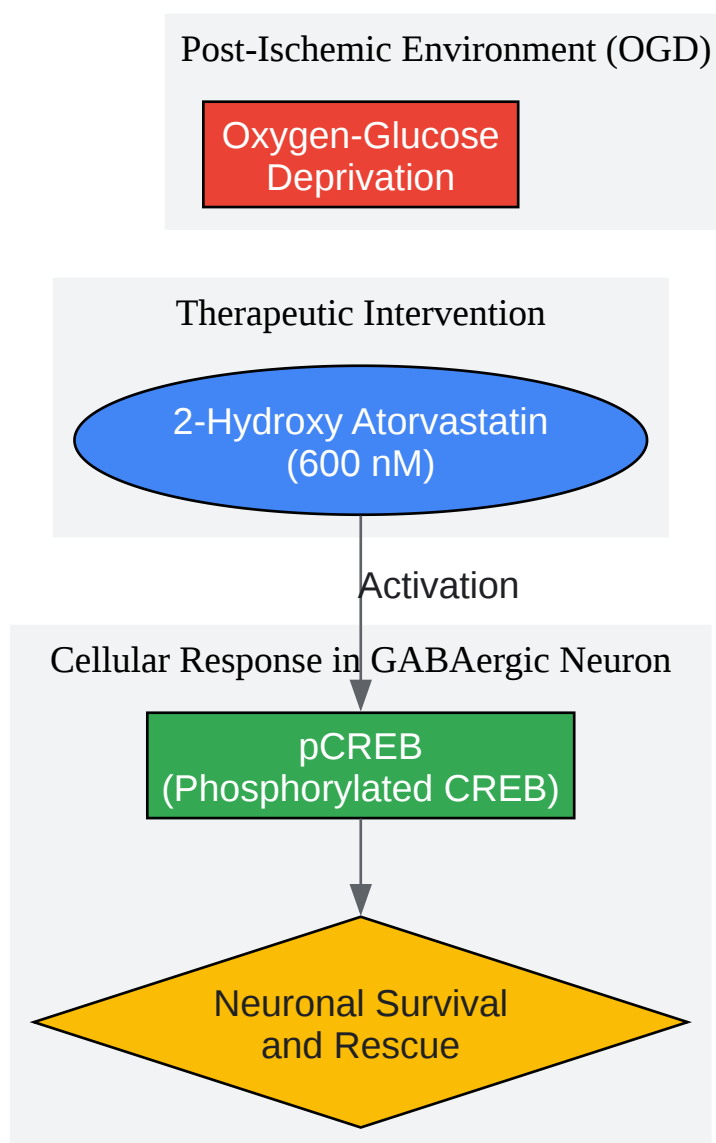 Post-Ischemic Environment (OGD)
Oxygen-Glucose
Deprivation
Therapeutic Intervention
2-Hydroxy Atorvastatin
(600 nM)
Activation
Cellular Response in GABAergic Neuron
pCREB
(Phosphorylated CREB)
Neuronal Survival
and Rescue